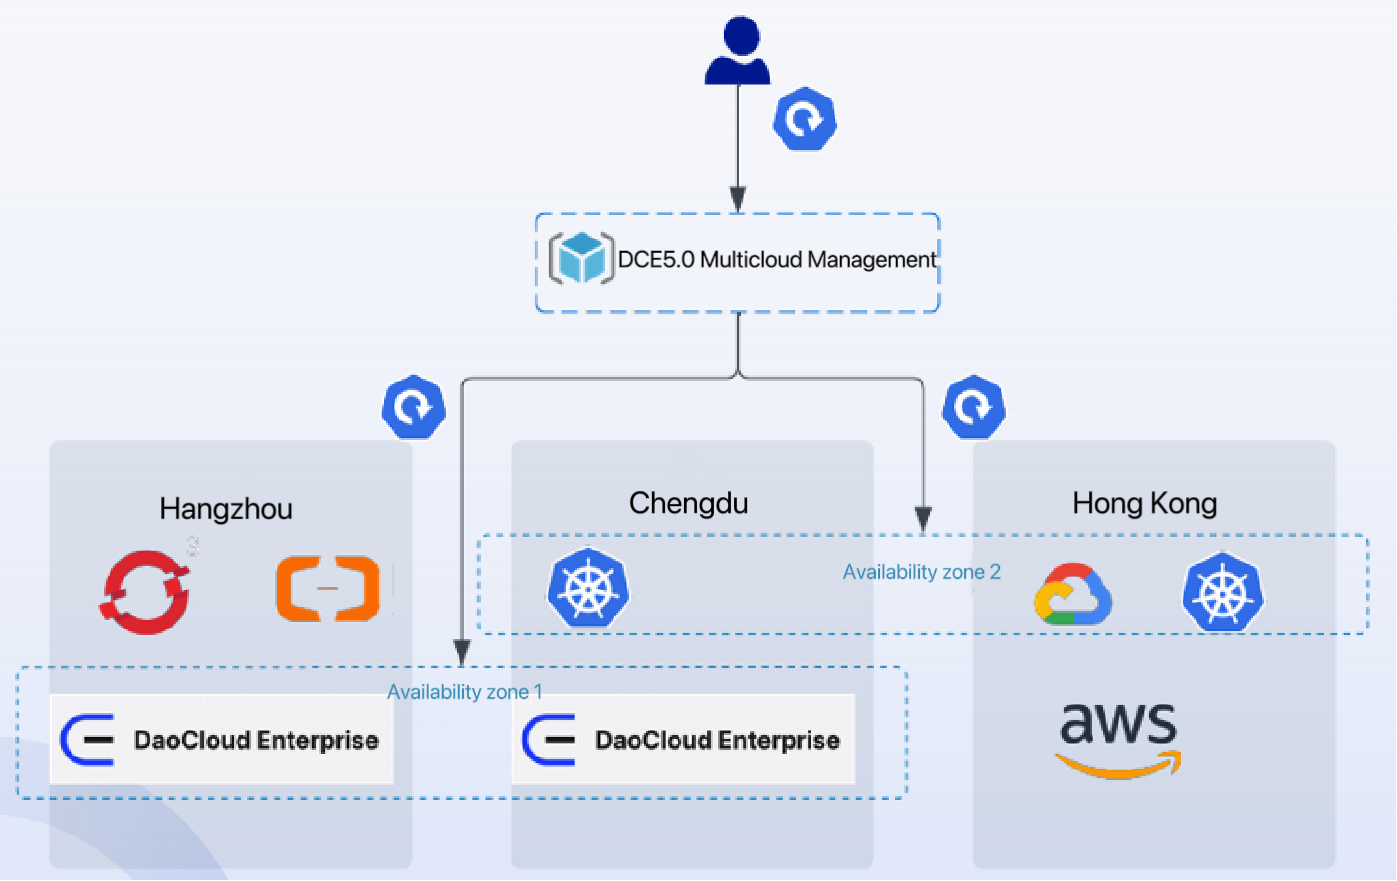 DCE5.0 Multicloud Management
Hangzhou
Chengdu
Hong Kong
3
Availability zone 2
Availability zone 1
DaoCloud Enterprise
DaoCloud Enterprise
aws